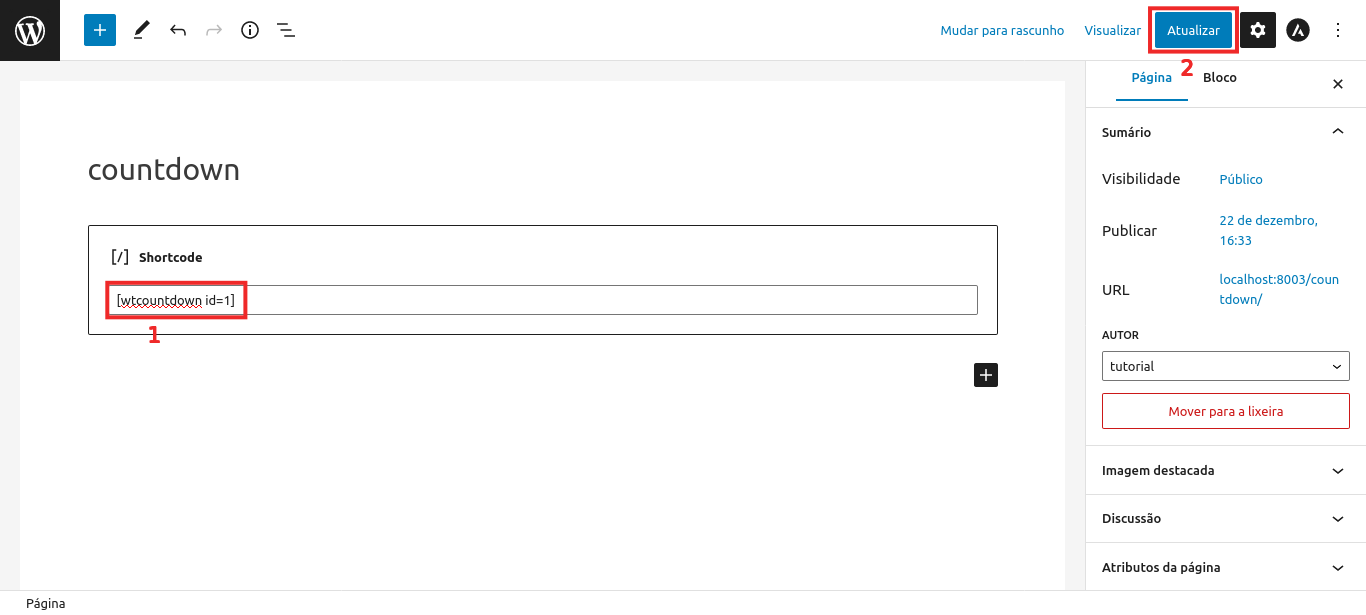 Mudar para rascunho Visualizar Atualizar
2
Página Bloco
Sumário
countdown
Visibilidade Público
Publicar 22 de dezembro,
16:33
[/] Shortcode
URL localhost:8003/coun
tdown/
[wtcountdown id=1]
1
AUTOR
tutorial
Mover para a lixeira
Imagem destacada
Discussão
Atributos da página
Página